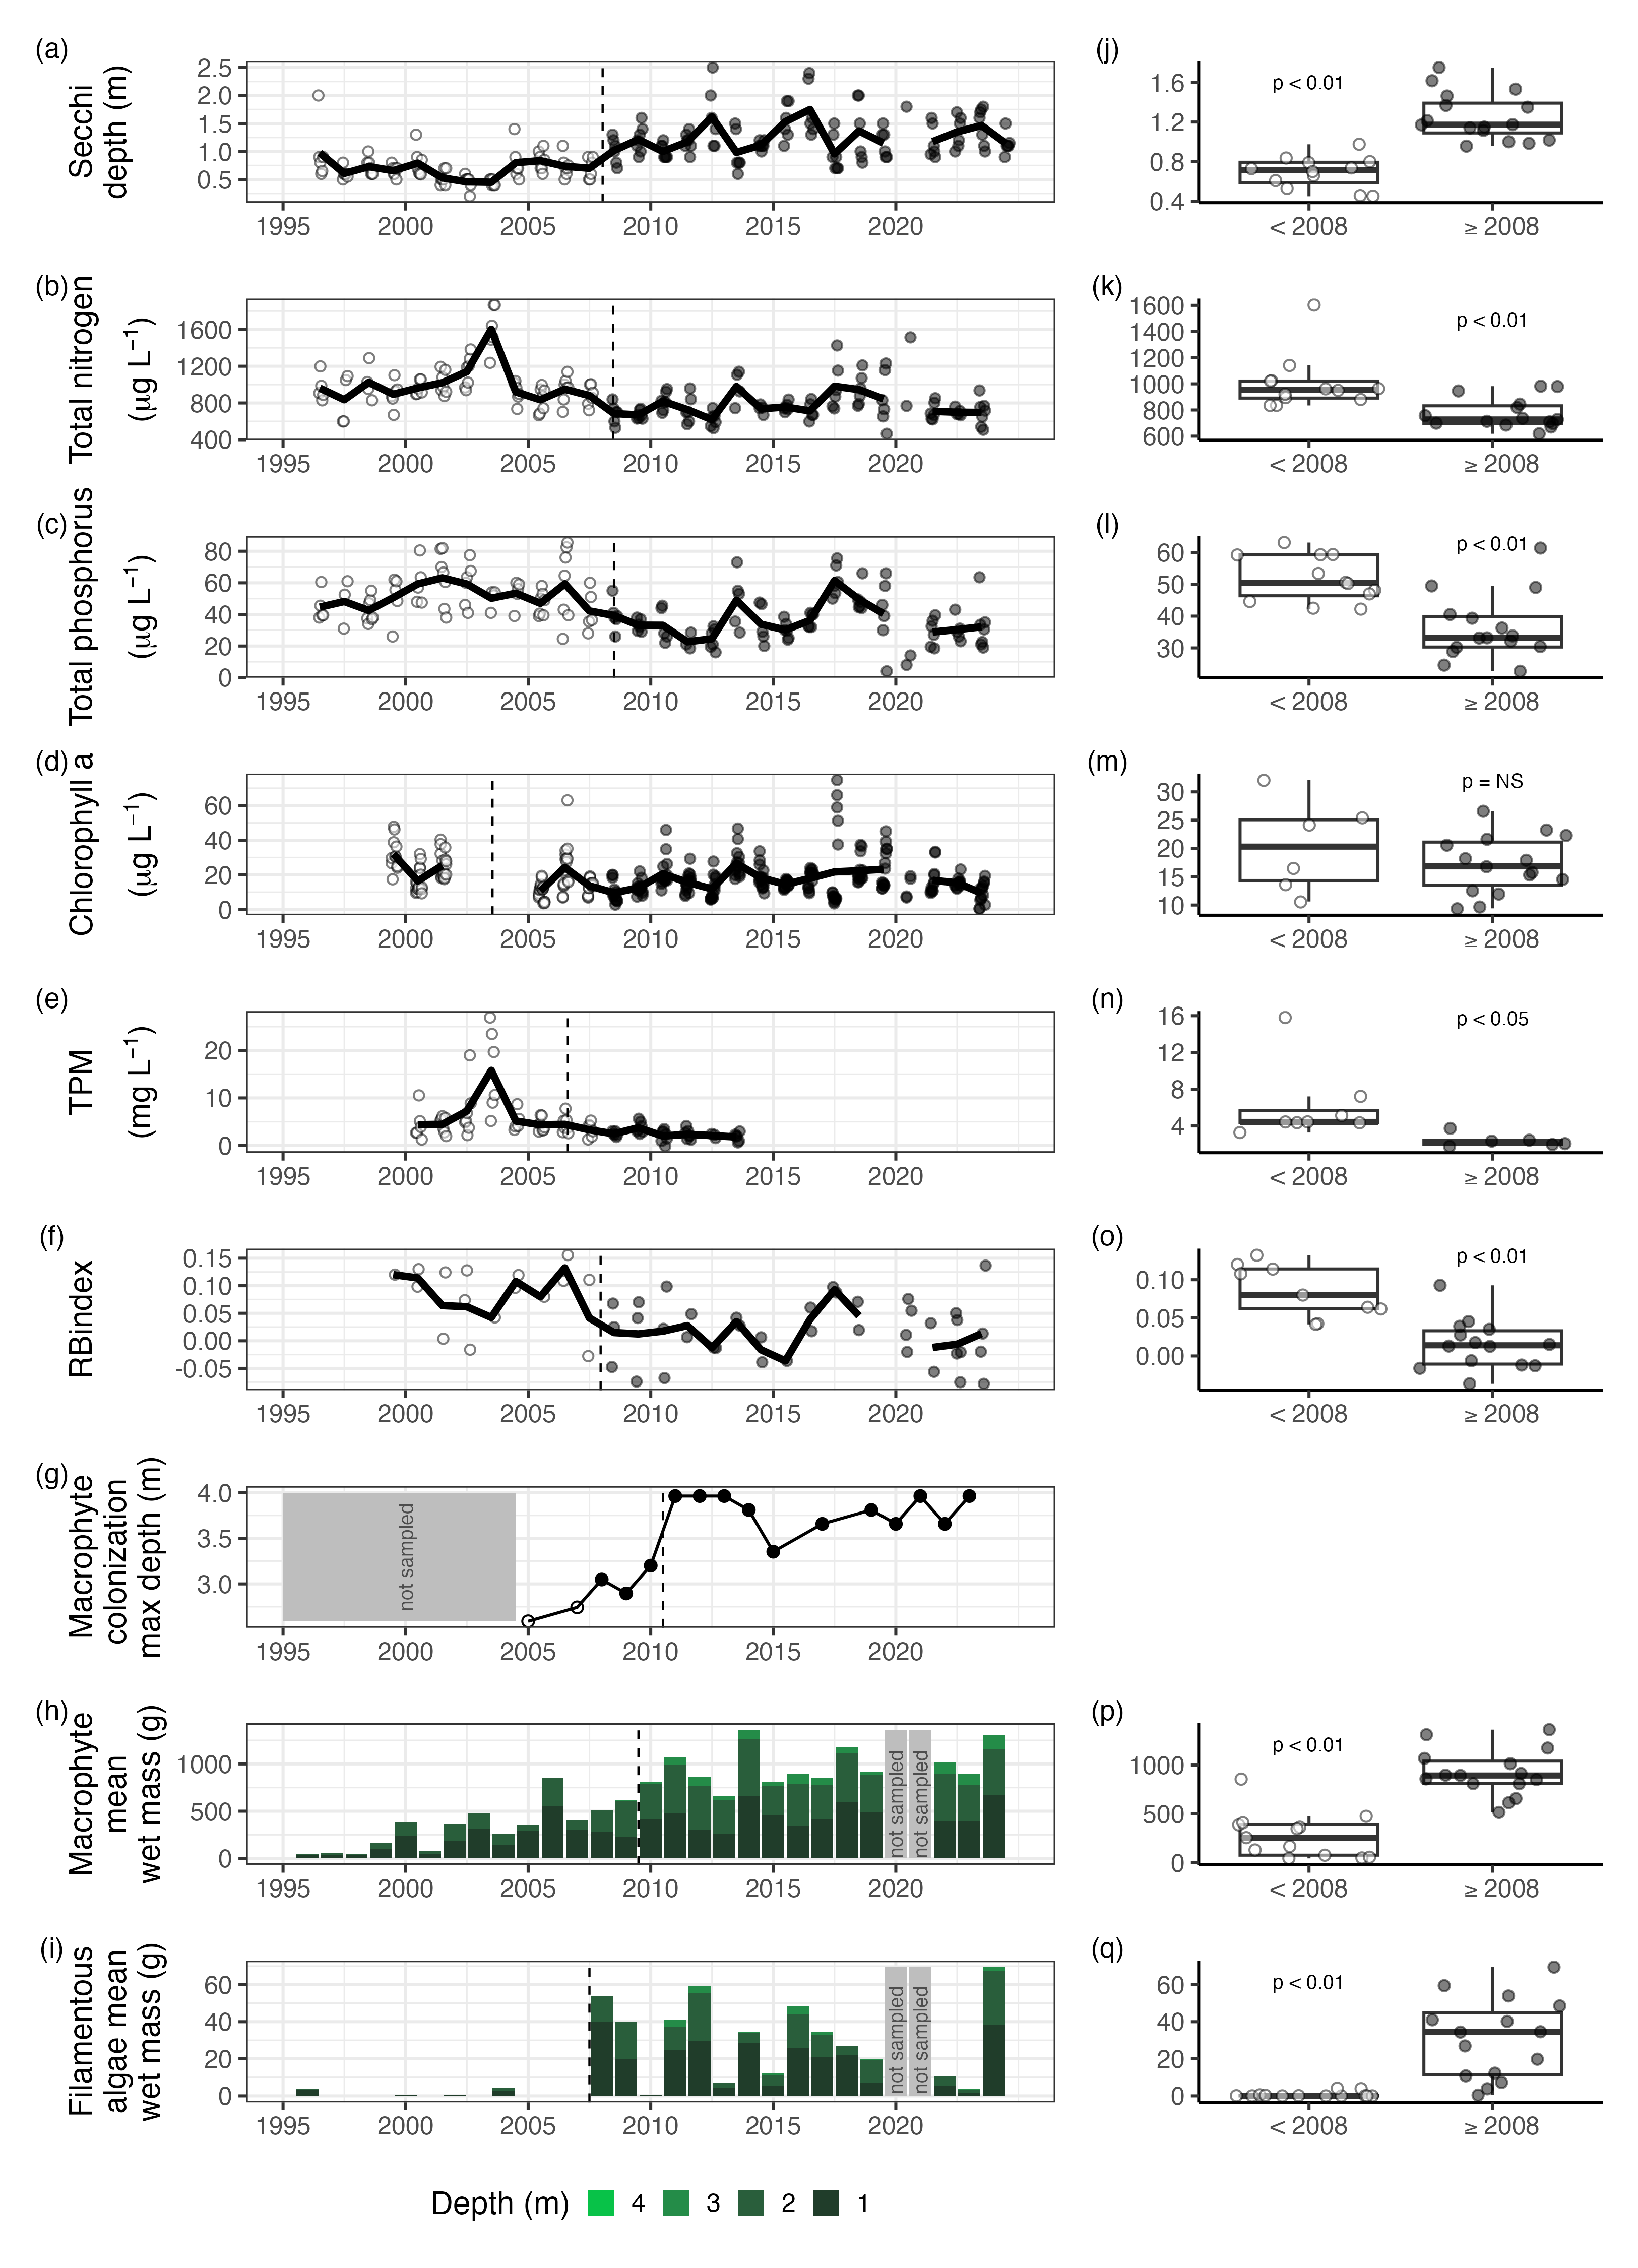 (a)
Secchi
depth (m)
2.5
2.0
1.5
1.0
0.5
1995 2000 2005 2010 2015 2020
(j)
p < 0.01
1.6
1.2
0.8
0.4
< 2008 ≥ 2008
(b)
Total nitrogen
(µg L⁻¹)
1600
1200
800
400
1995 2000 2005 2010 2015 2020
(k)
p < 0.01
1600
1400
1200
1000
800
600
< 2008 ≥ 2008
(c)
Total phosphorus
(µg L⁻¹)
80
60
40
20
0
1995 2000 2005 2010 2015 2020
(l)
p < 0.01
60
50
40
30
< 2008 ≥ 2008
(d)
Chlorophyll a
(µg L⁻¹)
60
40
20
0
1995 2000 2005 2010 2015 2020
(m)
p = NS
30
25
20
15
10
< 2008 ≥ 2008
(e)
TPM
(mg L⁻¹)
20
10
0
1995 2000 2005 2010 2015 2020
(n)
p < 0.05
16
12
8
4
< 2008 ≥ 2008
(f)
RBindex
0.15
0.10
0.05
0.00
-0.05
1995 2000 2005 2010 2015 2020
(o)
p < 0.01
0.10
0.05
0.00
< 2008 ≥ 2008
(g)
Macrophyte
colonization
max depth (m)
4.0
3.5
3.0
not sampled
1995 2000 2005 2010 2015 2020
(h)
Macrophyte
mean
wet mass (g)
1000
500
0
not sampled
not sampled
1995 2000 2005 2010 2015 2020
(p)
p < 0.01
1000
500
0
< 2008 ≥ 2008
(i)
Filamentous
algae mean
wet mass (g)
60
40
20
0
not sampled
not sampled
1995 2000 2005 2010 2015 2020
(q)
p < 0.01
60
40
20
0
< 2008 ≥ 2008
Depth (m) 4 3 2 1